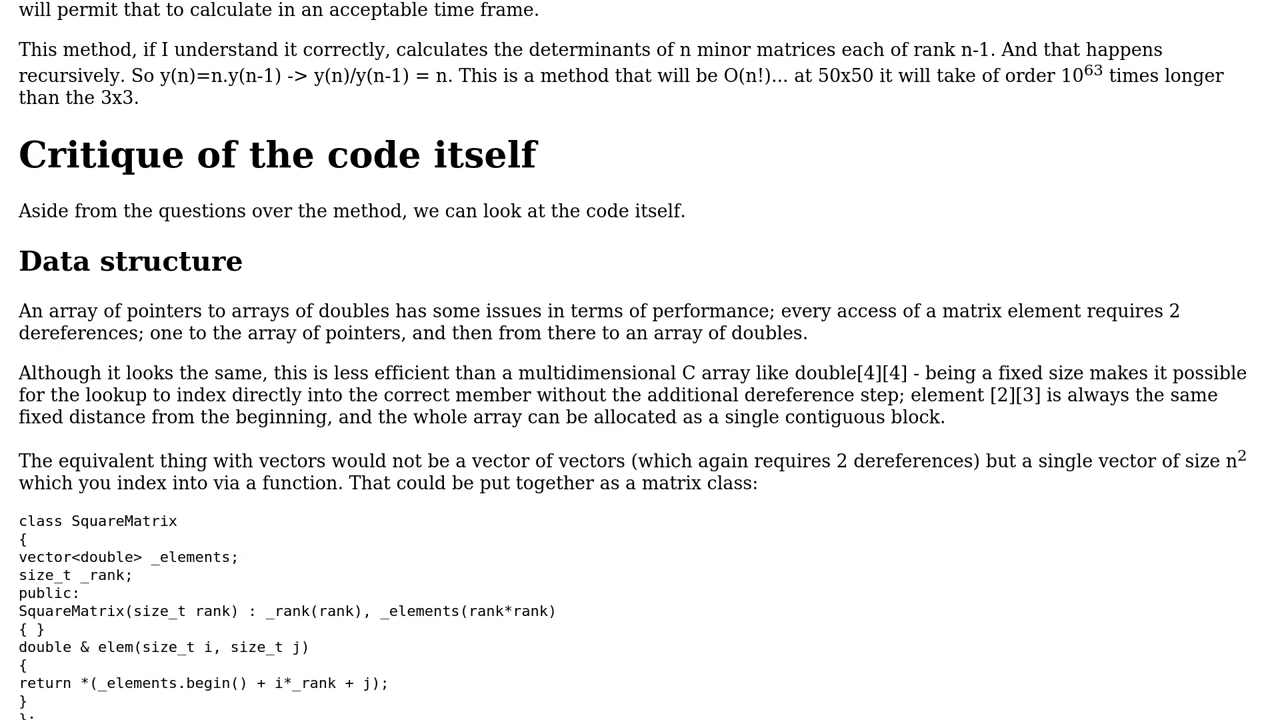 will permit that to calculate in an acceptable time frame.
This method, if I understand it correctly, calculates the determinants of n minor matrices each of rank n-1. And that happens
recursively. So y(n)=n.y(n-1) -> y(n)/y(n-1) = n. This is a method that will be O(n!)... at 50x50 it will take of order 10^63 times longer
than the 3x3.
Critique of the code itself
Aside from the questions over the method, we can look at the code itself.
Data structure
An array of pointers to arrays of doubles has some issues in terms of performance; every access of a matrix element requires 2
dereferences; one to the array of pointers, and then from there to an array of doubles.
Although it looks the same, this is less efficient than a multidimensional C array like double[4][4] - being a fixed size makes it possible
for the lookup to index directly into the correct member without the additional dereference step; element [2][3] is always the same
fixed distance from the beginning, and the whole array can be allocated as a single contiguous block.
The equivalent thing with vectors would not be a vector of vectors (which again requires 2 dereferences) but a single vector of size n^2
which you index into via a function. That could be put together as a matrix class:
class SquareMatrix
{
vector<double> _elements;
size_t _rank;
public:
SquareMatrix(size_t rank) : _rank(rank), _elements(rank*rank)
{ }
double & elem(size_t i, size_t j)
{
return *(_elements.begin() + i*_rank + j);
}
};